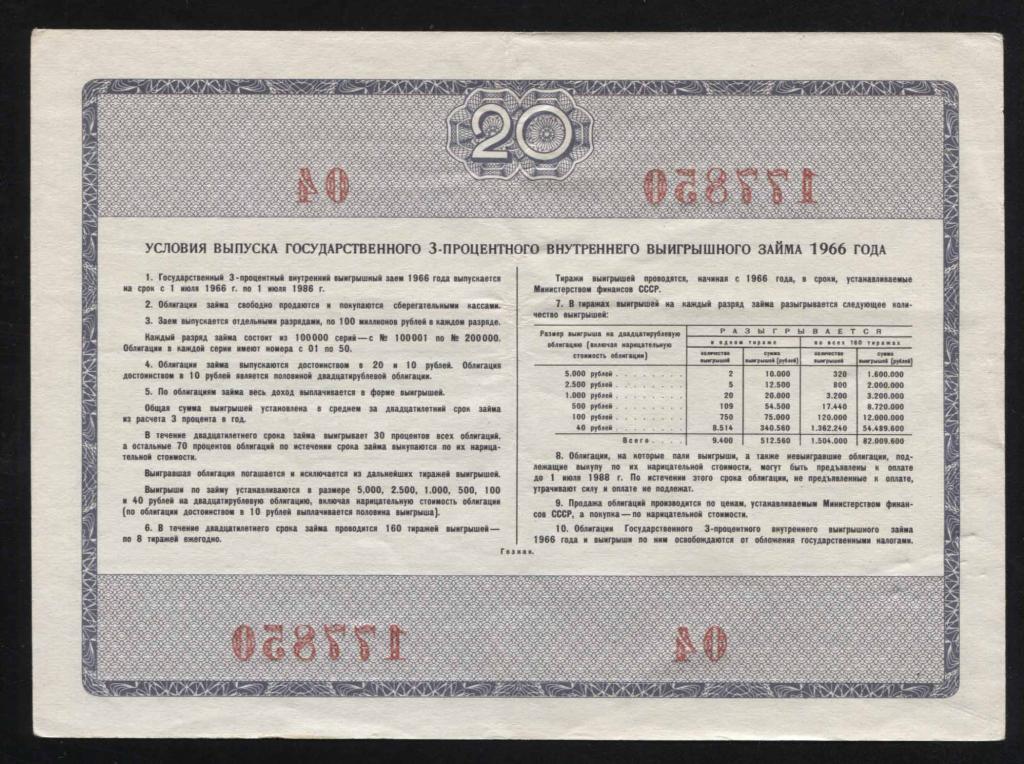 20
04 177850
УСЛОВИЯ ВЫПУСКА ГОСУДАРСТВЕННОГО 3-ПРОЦЕНТНОГО ВНУТРЕННЕГО ВЫИГРЫШНОГО ЗАЙМА 1966 ГОДА
1. Государственный 3-процентный внутренний выигрышный заем 1966 года выпускается
на срок с 1 июля 1966 г. по 1 июля 1986 г.
2. Облигации займа свободно продаются и покупаются сберегательными кассами.
3. Заем выпускается отдельными разрядами, по 100 миллионов рублей в каждом разряде.
Каждый разряд займа состоит из 100000 серий—с № 100001 по № 200000.
Облигации в каждой серии имеют номера с 01 по 50.
4. Облигации займа выпускаются достоинством в 20 и 10 рублей. Облигация
достоинством в 10 рублей является половиной двадцатирублевой облигации.
5. По облигациям займа весь доход выплачивается в форме выигрышей.
Общая сумма выигрышей установлена в среднем за двадцатилетний срок займа
из расчета 3 процента в год.
В течение двадцатилетнего срока займа выигрывает 30 процентов всех облигаций,
а остальные 70 процентов облигаций по истечении срока займа выкупаются по их нарица-
тельной стоимости.
Выигравшая облигация погашается и исключается из дальнейших тиражей выигрышей.
Выигрыши по займу устанавливаются в размере 5.000, 2.500, 1.000, 500, 100
и 40 рублей на двадцатирублевую облигацию, включая нарицательную стоимость облигации
(по облигации достоинством в 10 рублей выплачивается половина выигрыша).
6. В течение двадцатилетнего срока займа проводится 160 тиражей выигрышей—
по 8 тиражей ежегодно.
Тиражи выигрышей проводятся, начиная с 1966 года, в сроки, устанавливаемые
Министерством финансов СССР.
7. В тиражах выигрышей на каждый разряд займа разыгрывается следующее коли-
чество выигрышей:
Размер выигрыша на двадцатирублевую
облигацию (включая нарицательную
стоимость облигации)
РАЗЫГРЫВАЕТСЯ
в одном тираже во всех 160 тиражах
количество выигрышей сумма выигрышей (рублей) количество выигрышей сумма выигрышей (рублей)
5.000 рублей 2 10.000 320 1.600.000
2.500 рублей 5 12.500 800 2.000.000
1.000 рублей 20 20.000 3.200 3.200.000
500 рублей 109 54.500 17.440 8.720.000
100 рублей 750 75.000 120.000 12.000.000
40 рублей 8.514 340.560 1.362.240 54.489.600
Всего 9.400 512.560 1.504.000 82.009.600
8. Облигации, на которые пали выигрыши, а также невыигравшие облигации, под-
лежащие выкупу по их нарицательной стоимости, могут быть предъявлены к оплате
до 1 июля 1988 г. По истечении этого срока облигации, не предъявленные к оплате,
утрачивают силу и оплате не подлежат.
9. Продажа облигаций производится по ценам, устанавливаемым Министерством финан-
сов СССР, а покупка—по нарицательной стоимости.
10. Облигации Государственного 3-процентного внутреннего выигрышного займа
1966 года и выигрыши по ним освобождаются от обложения государственными налогами.
Гознак.
177850 04